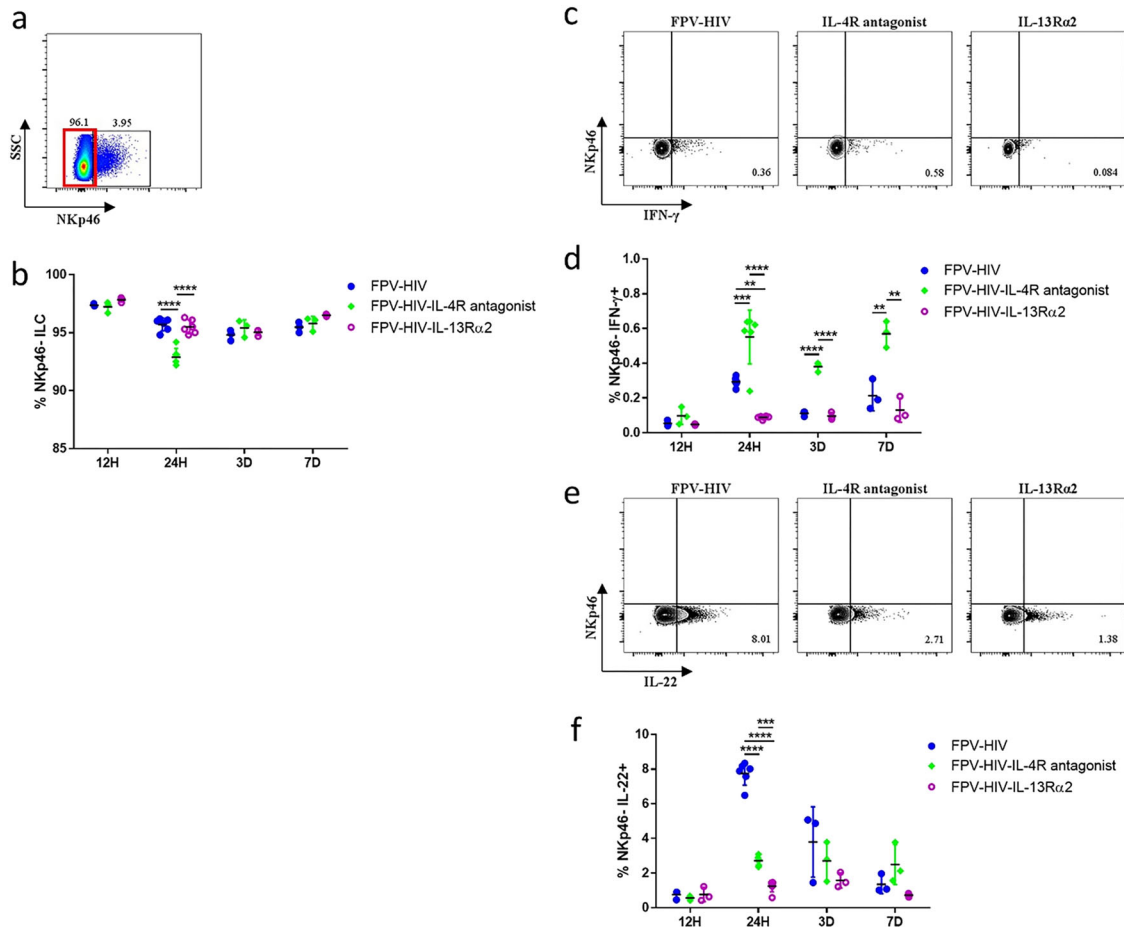 a
96.1 3.95
SSC
NKp46
b
% NKp46- ILC
100
95
90
85
**** ****
12H 24H 3D 7D
FPV-HIV
FPV-HIV-IL-4R antagonist
FPV-HIV-IL-13Rα2
c
FPV-HIV IL-4R antagonist IL-13Rα2
NKp46
0.36 0.58 0.084
IFN-γ
d
% NKp46- IFN-γ+
1.0
0.8
0.6
0.4
0.2
0.0
****
**
***
**** ****
** **
12H 24H 3D 7D
FPV-HIV
FPV-HIV-IL-4R antagonist
FPV-HIV-IL-13Rα2
e
FPV-HIV IL-4R antagonist IL-13Rα2
NKp46
8.01 2.71 1.38
IL-22
f
% NKp46- IL-22+
10
8
6
4
2
0
***
****
****
12H 24H 3D 7D
FPV-HIV
FPV-HIV-IL-4R antagonist
FPV-HIV-IL-13Rα2